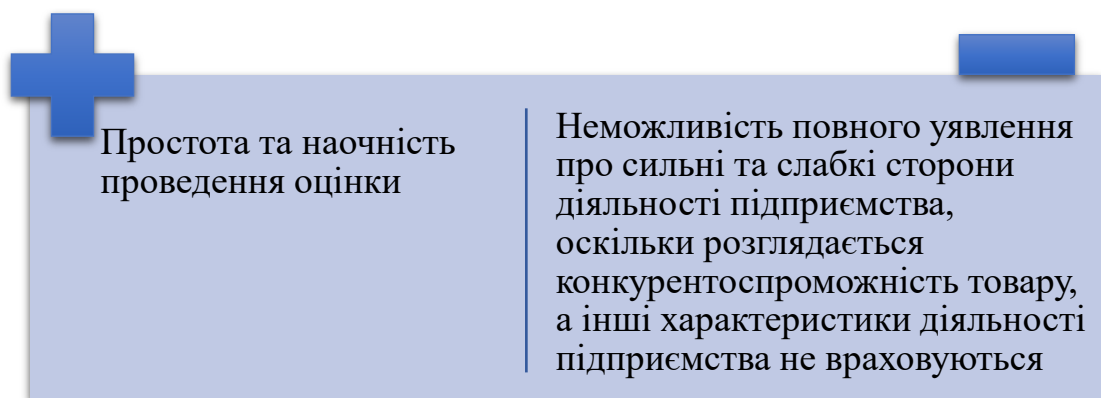 Простота та наочність
проведення оцінки
Неможливість повного уявлення
про сильні та слабкі сторони
діяльності підприємства,
оскільки розглядається
конкурентоспроможність товару,
а інші характеристики діяльності
підприємства не враховуються